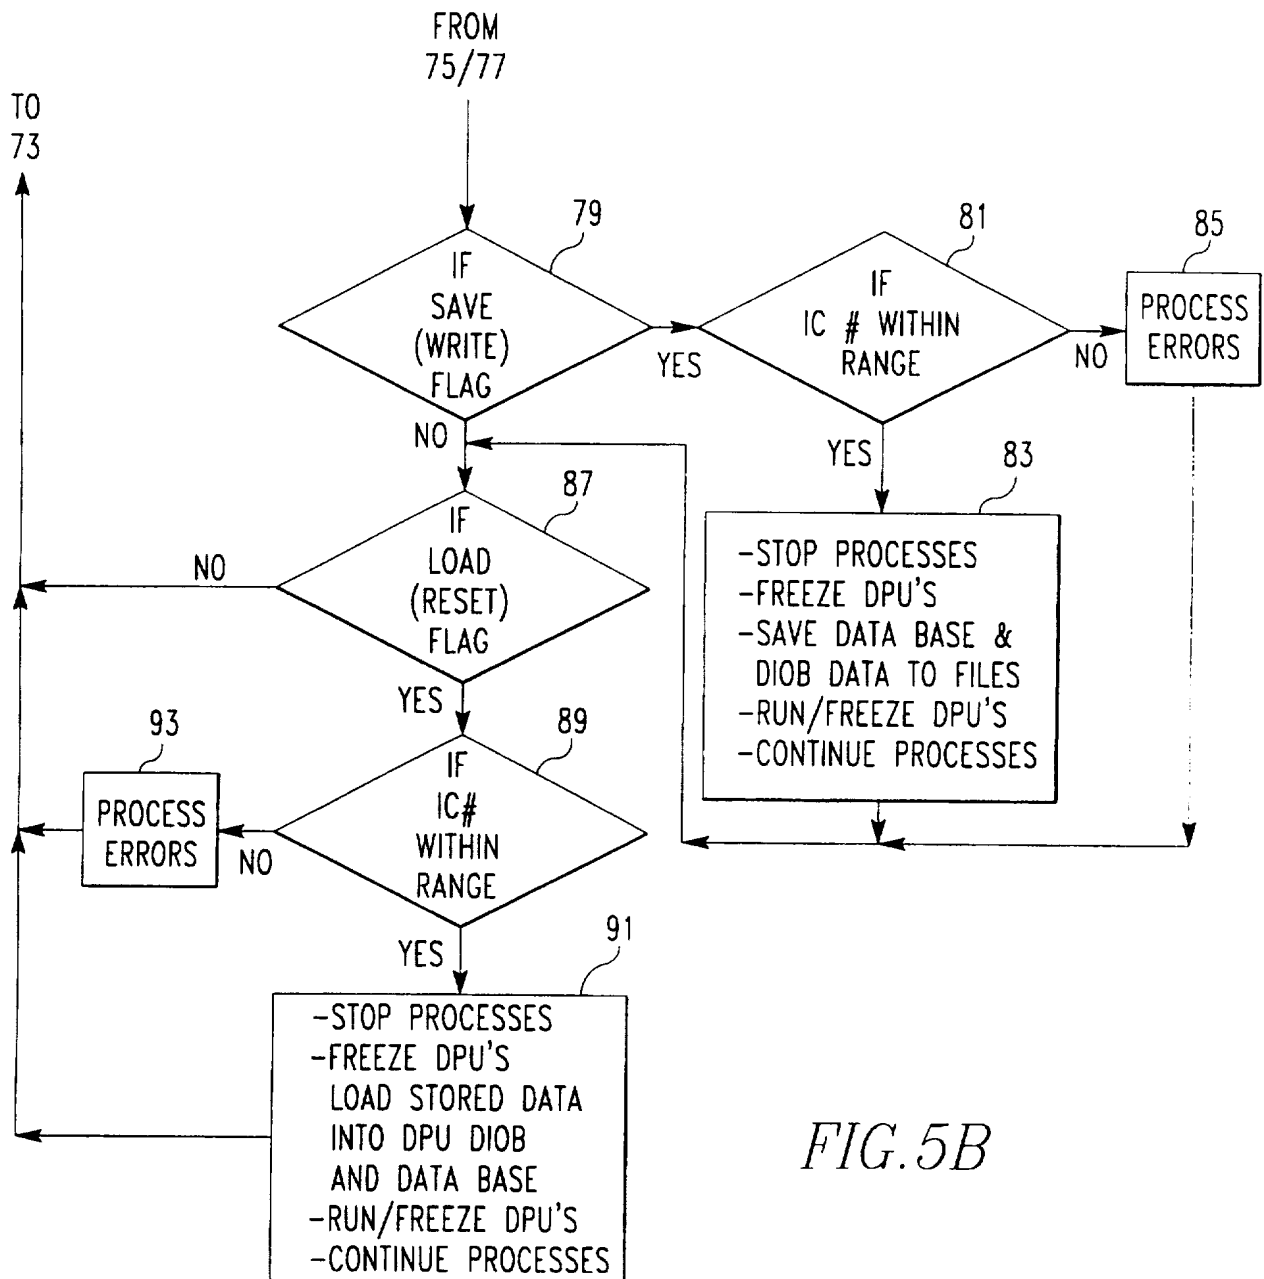 FROM
75/77
TO
73
79
IF
SAVE
(WRITE)
FLAG
YES
NO
81
IF
IC # WITHIN
RANGE
NO
YES
85
PROCESS
ERRORS
83
-STOP PROCESSES
-FREEZE DPU'S
-SAVE DATA BASE &
DIOB DATA TO FILES
-RUN/FREEZE DPU'S
-CONTINUE PROCESSES
87
IF
LOAD
(RESET)
FLAG
NO
YES
89
IF
IC#
WITHIN
RANGE
NO
YES
93
PROCESS
ERRORS
91
-STOP PROCESSES
-FREEZE DPU'S
LOAD STORED DATA
INTO DPU DIOB
AND DATA BASE
-RUN/FREEZE DPU'S
-CONTINUE PROCESSES
FIG.5B